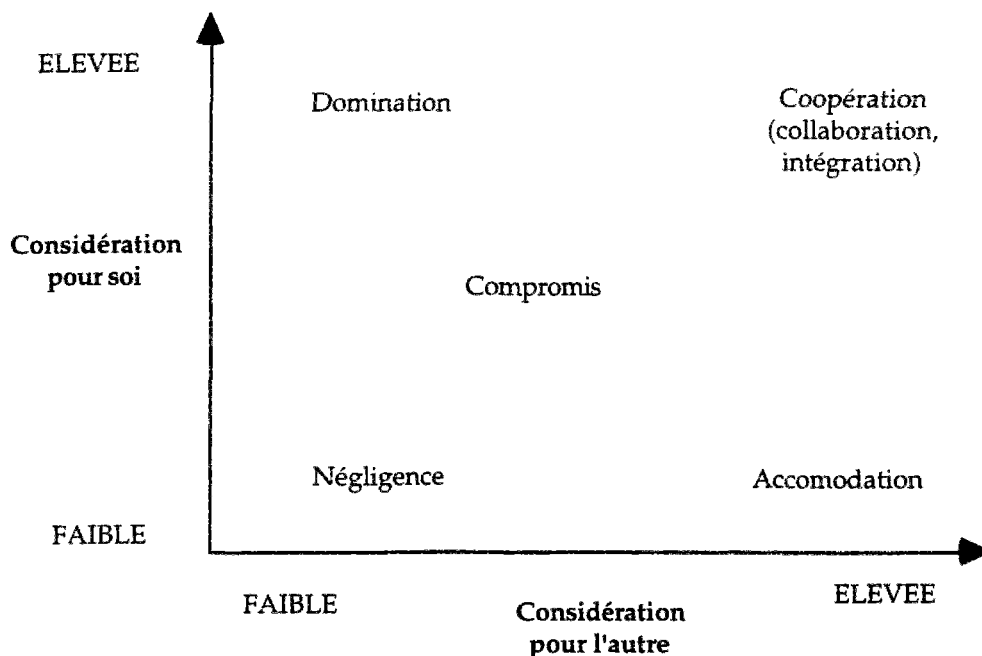 ELEVEE
Domination
Coopération
(collaboration,
intégration)
Considération
pour soi
Compromis
Négligence
Accomodation
FAIBLE
FAIBLE
ELEVEE
Considération
pour l'autre